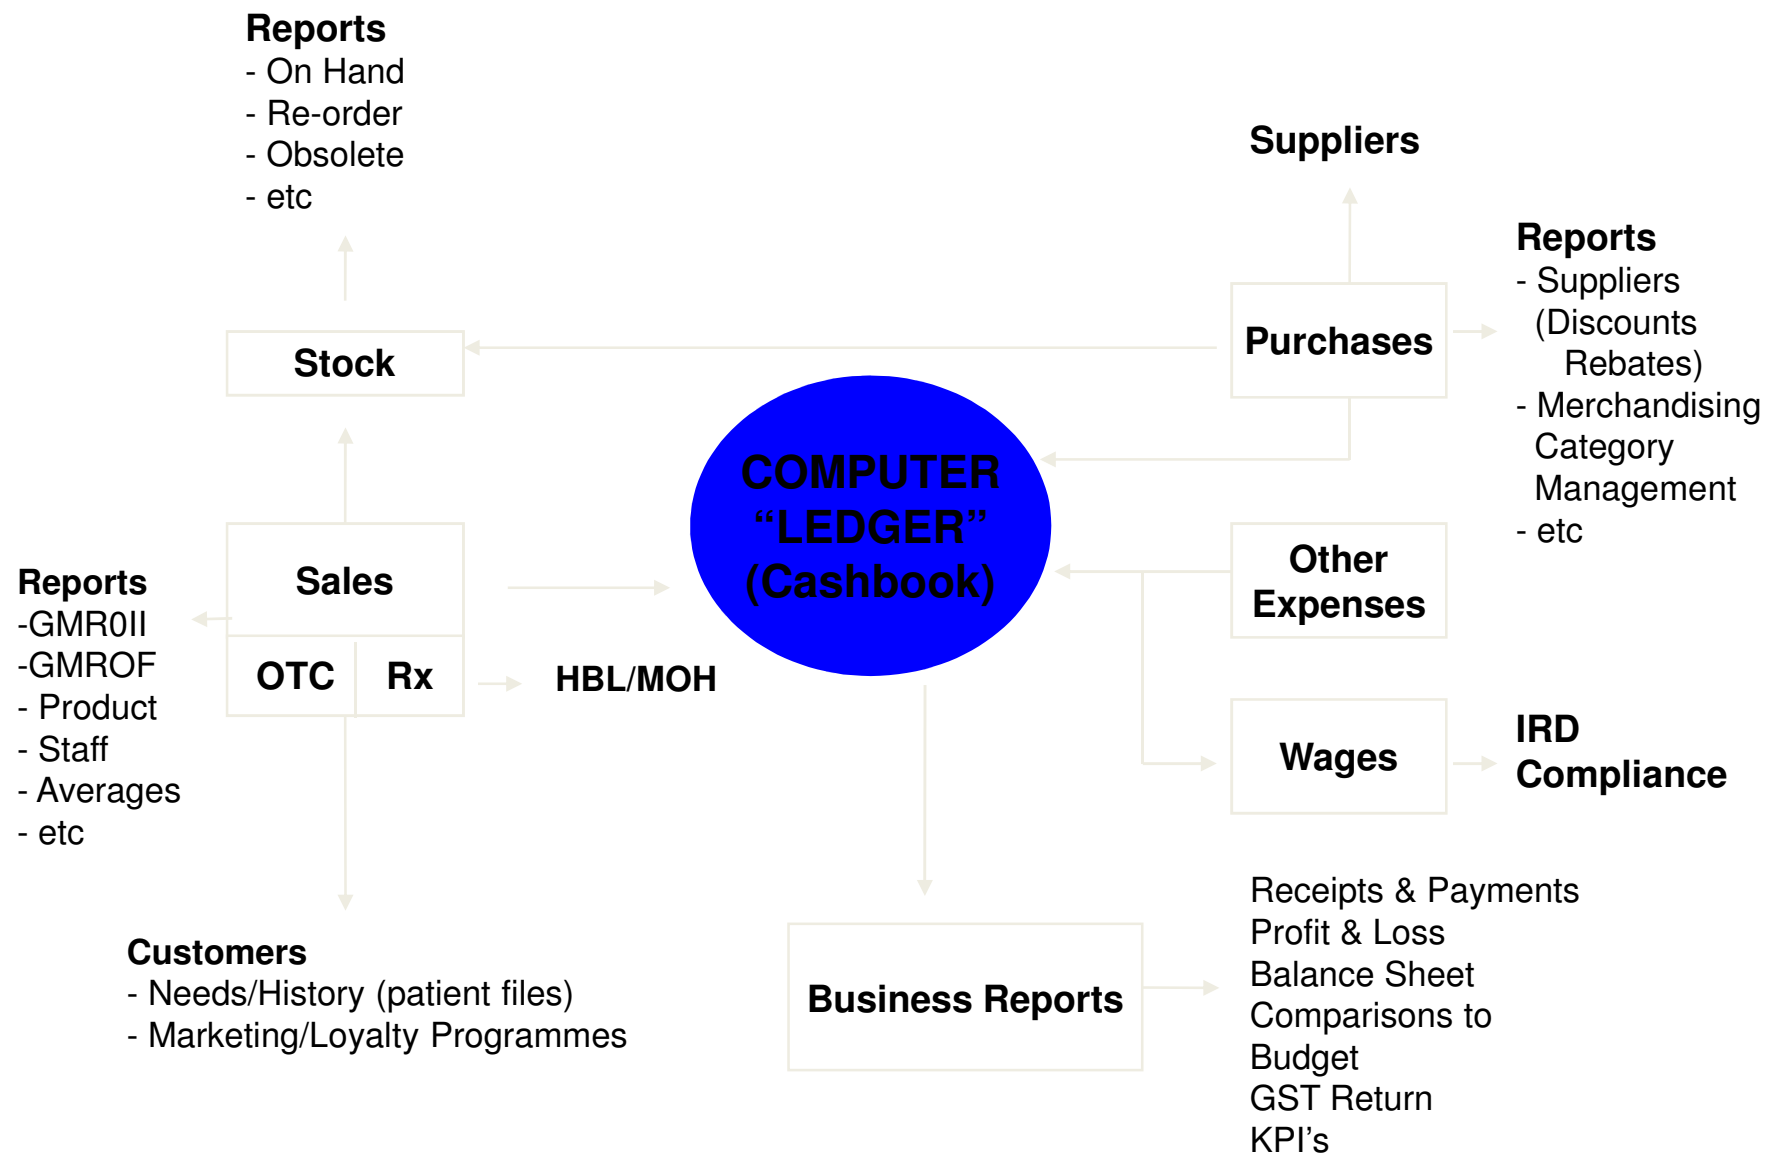 Reports
- On Hand
- Re-order
- Obsolete
- etc
Suppliers
Reports
- Suppliers
(Discounts
Rebates)
- Merchandising
Category
Management
- etc
Purchases
Stock
COMPUTER
“LEDGER”
(Cashbook)
Other
Expenses
Sales
OTC
Rx
HBL/MOH
Reports
-GMR0II
-GMROF
- Product
- Staff
- Averages
- etc
Wages
IRD
Compliance
Customers
- Needs/History (patient files)
- Marketing/Loyalty Programmes
Business Reports
Receipts & Payments
Profit & Loss
Balance Sheet
Comparisons to
Budget
GST Return
KPI’s